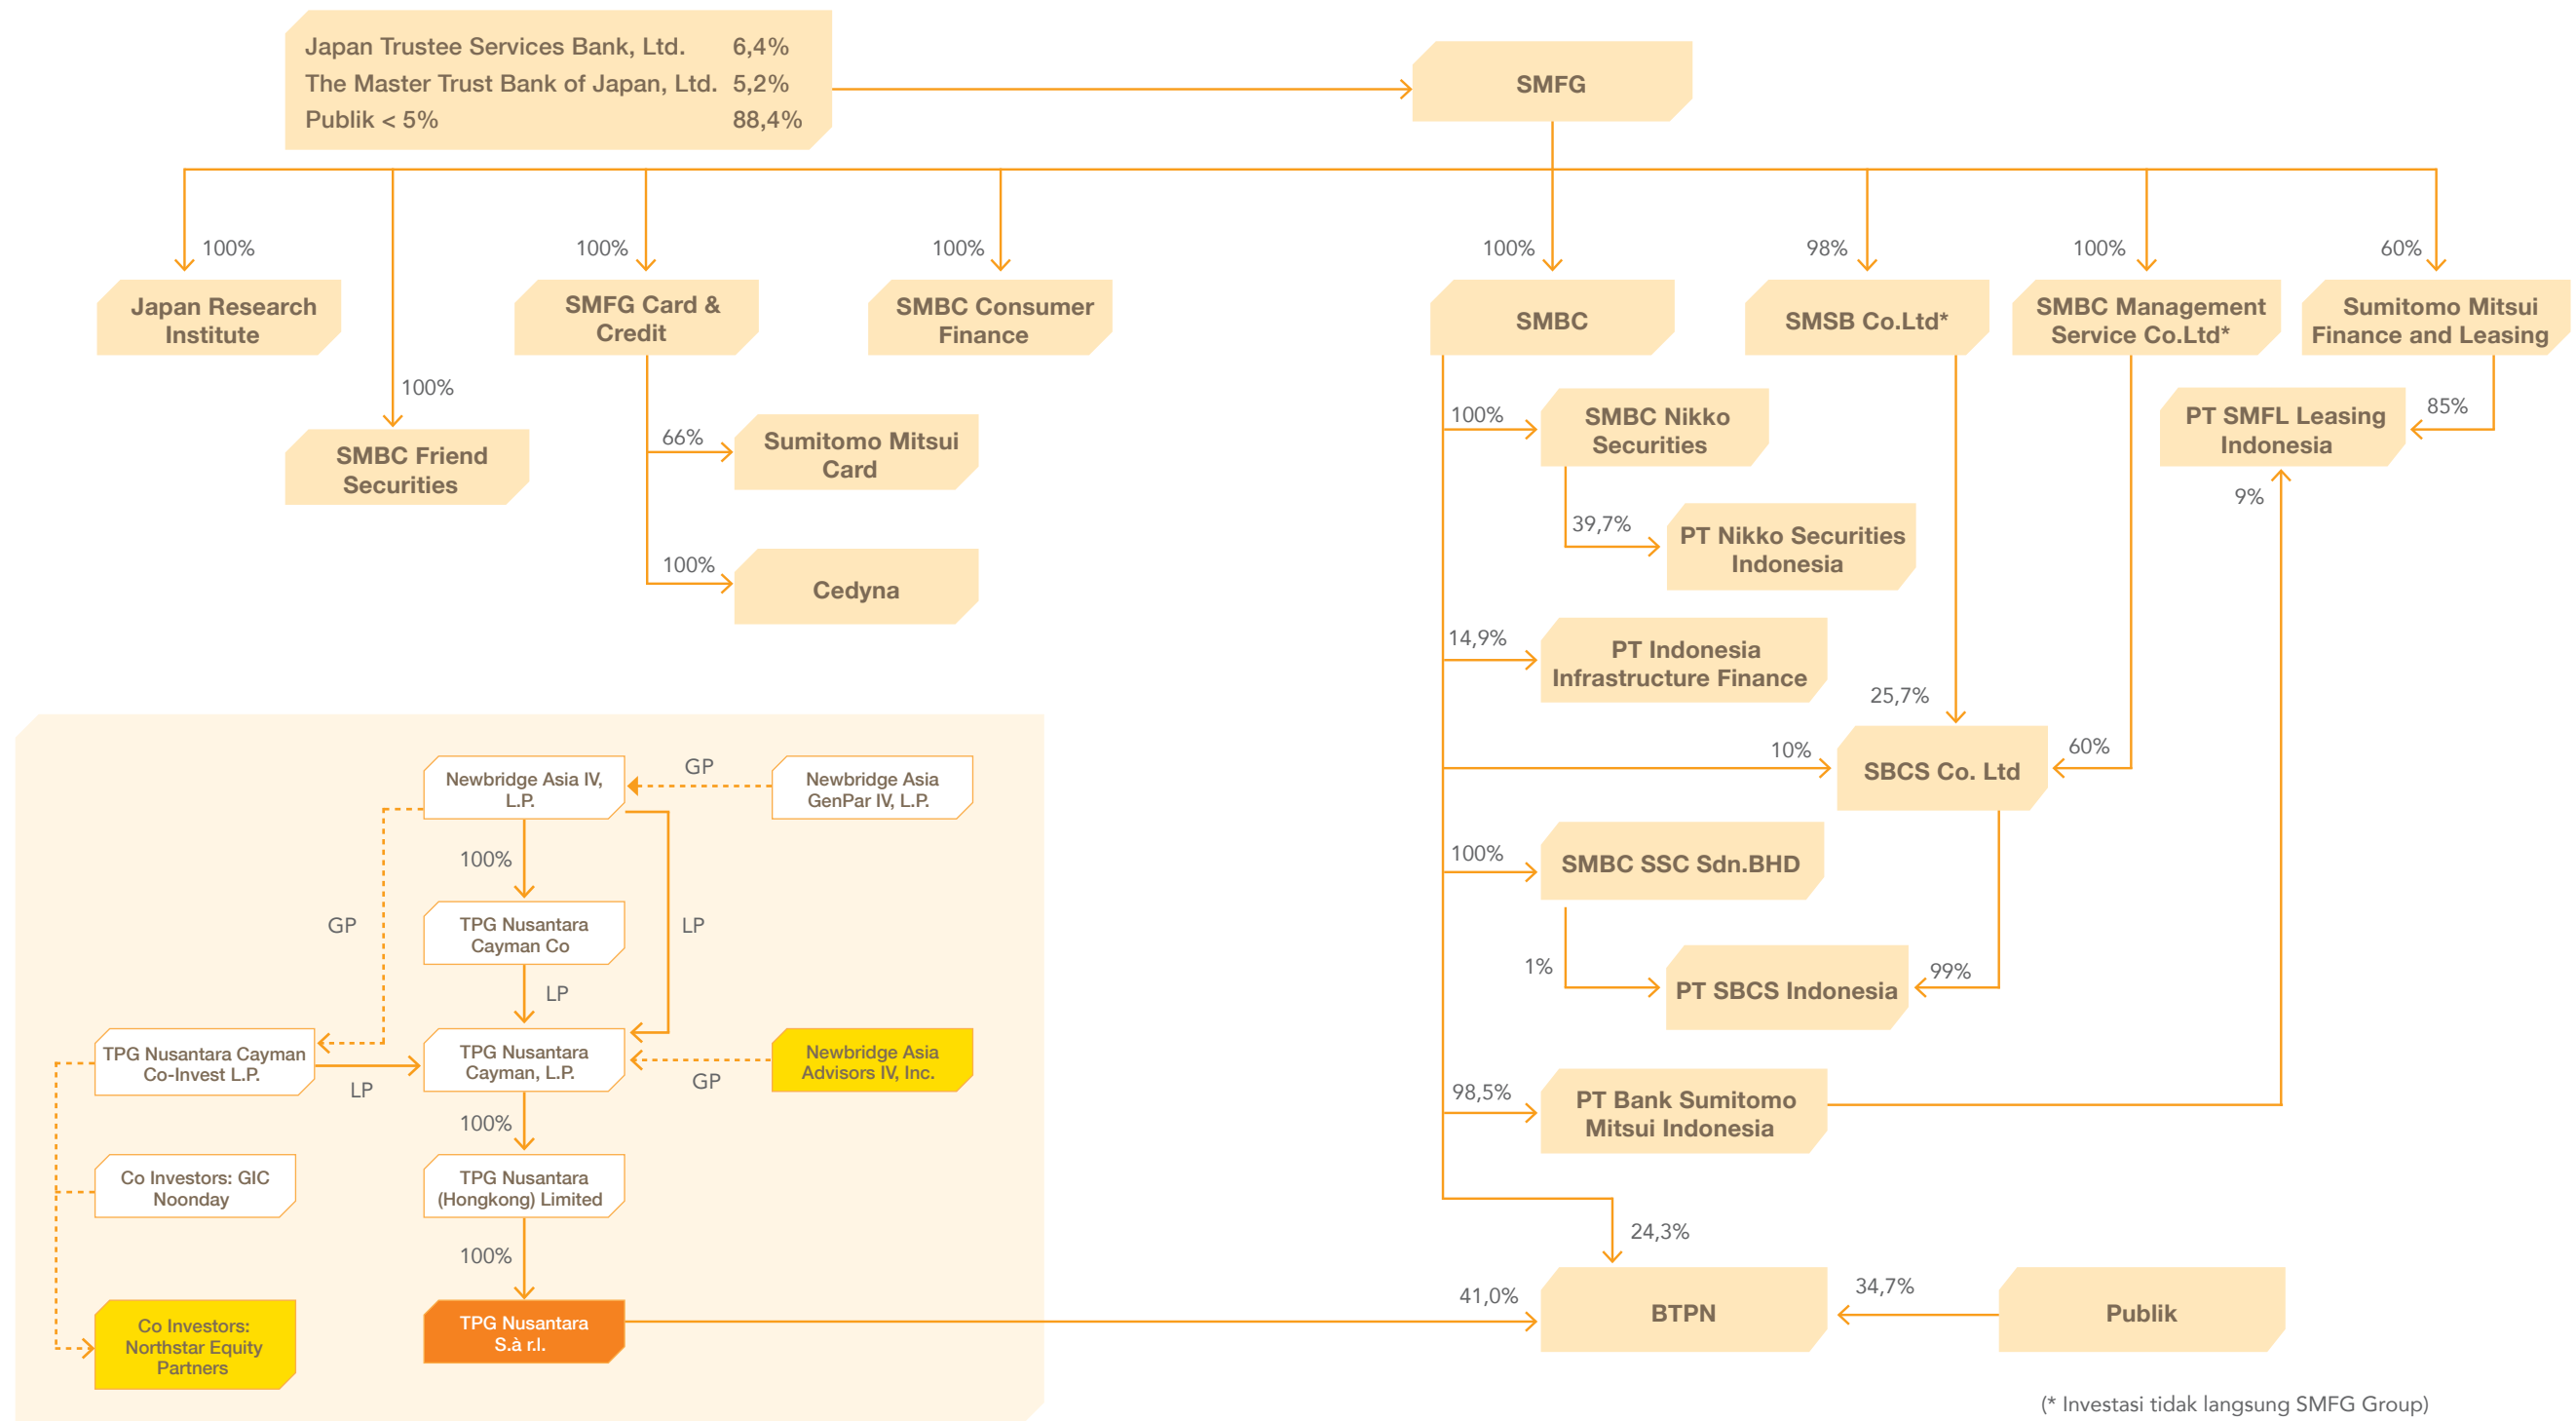 Japan Trustee Services Bank, Ltd. 6,4%
The Master Trust Bank of Japan, Ltd. 5,2%
Publik < 5% 88,4%
SMFG
100%
100%
100%
100%
98%
100%
60%
Japan Research
Institute
SMFG Card &
Credit
SMBC Consumer
Finance
SMBC
SMSB Co.Ltd*
SMBC Management
Service Co.Ltd*
Sumitomo Mitsui
Finance and Leasing
100%
SMBC Friend
Securities
66%
Sumitomo Mitsui
Card
100%
Cedyna
100%
SMBC Nikko
Securities
39,7%
PT Nikko Securities
Indonesia
PT SMFL Leasing
Indonesia
85%
9%
14,9%
PT Indonesia
Infrastructure Finance
25,7%
10%
SBCS Co. Ltd
60%
100%
SMBC SSC Sdn.BHD
1%
PT SBCS Indonesia
99%
98,5%
PT Bank Sumitomo
Mitsui Indonesia
24,3%
41,0%
BTPN
34,7%
Publik
Newbridge Asia IV,
L.P.
GP
Newbridge Asia
GenPar IV, L.P.
100%
GP
LP
TPG Nusantara
Cayman Co
LP
TPG Nusantara Cayman
Co-Invest L.P.
LP
TPG Nusantara
Cayman, L.P.
GP
Newbridge Asia
Advisors IV, Inc.
100%
Co Investors: GIC
Noonday
TPG Nusantara
(Hongkong) Limited
100%
Co Investors:
Northstar Equity
Partners
TPG Nusantara
S.à r.l.
(* Investasi tidak langsung SMFG Group)